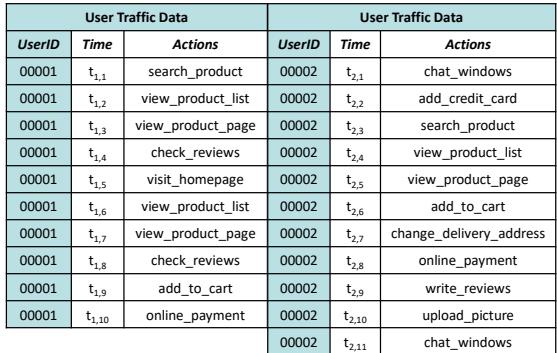 User Traffic Data User Traffic Data
UserID Time Actions UserID Time Actions
00001 t1,1 search_product 00002 t2,1 chat_windows
00001 t1,2 view_product_list 00002 t2,2 add_credit_card
00001 t1,3 view_product_page 00002 t2,3 search_product
00001 t1,4 check_reviews 00002 t2,4 view_product_list
00001 t1,5 visit_homepage 00002 t2,5 view_product_page
00001 t1,6 view_product_list 00002 t2,6 add_to_cart
00001 t1,7 view_product_page 00002 t2,7 change_delivery_address
00001 t1,8 check_reviews 00002 t2,8 online_payment
00001 t1,9 add_to_cart 00002 t2,9 write_reviews
00001 t1,10 online_payment 00002 t2,10 upload_picture
00002 t2,11 chat_windows